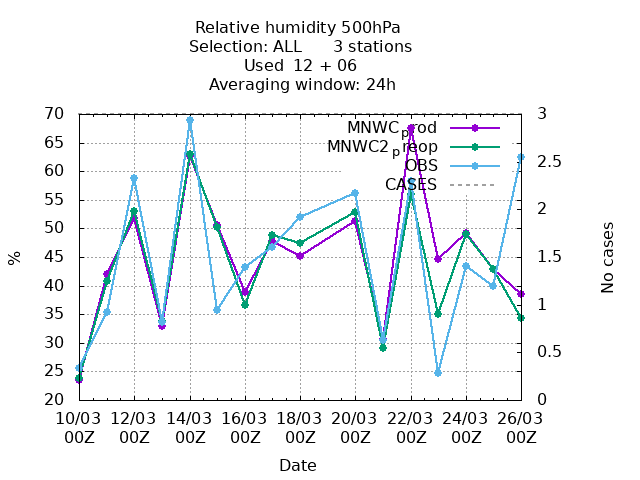 Relative humidity 500hPa
Selection: ALL 3 stations
Used 12 + 06
Averaging window: 24h
70
65
60
55
50
45
40
35
30
25
20
3
2.5
2
1.5
1
0.5
0
MNWC_prod
MNWC2_preop
OBS
CASES
%
No cases
10/03 12/03 14/03 16/03 18/03 20/03 22/03 24/03 26/03
00Z 00Z 00Z 00Z 00Z 00Z 00Z 00Z 00Z
Date